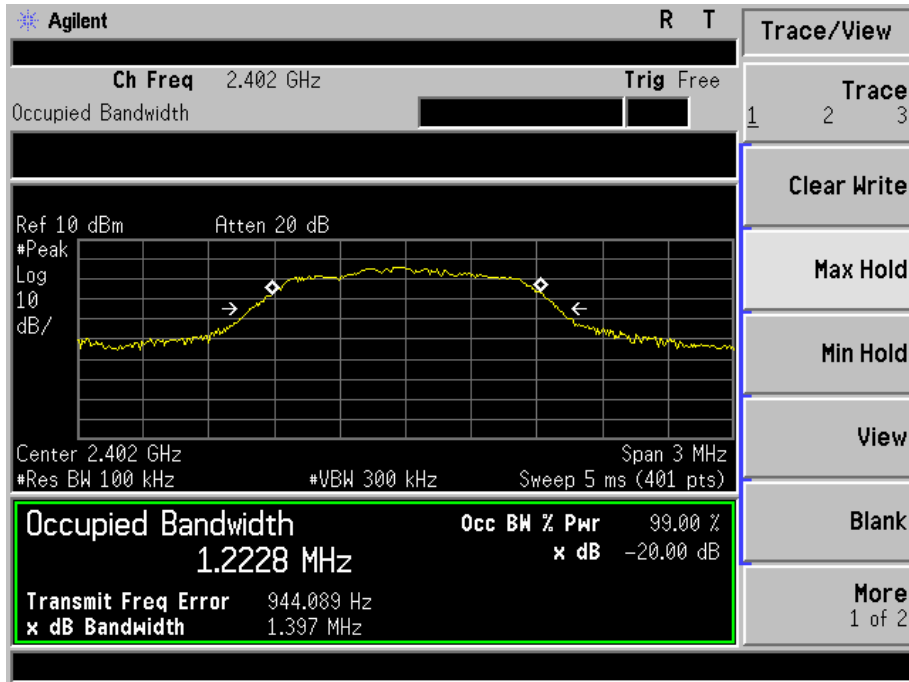 Agilent R T
Trace/View
Ch Freq 2.402 GHz Trig Free
Occupied Bandwidth
Trace
1 2 3
Clear Write
Max Hold
Min Hold
View
Blank
More
1 of 2
Ref 10 dBm Atten 20 dB
#Peak
Log
10
dB/
Center 2.402 GHz Span 3 MHz
#Res BW 100 kHz #VBW 300 kHz Sweep 5 ms (401 pts)
Occupied Bandwidth Occ BW % Pwr 99.00 %
1.2228 MHz x dB -20.00 dB
Transmit Freq Error 944.089 Hz
x dB Bandwidth 1.397 MHz